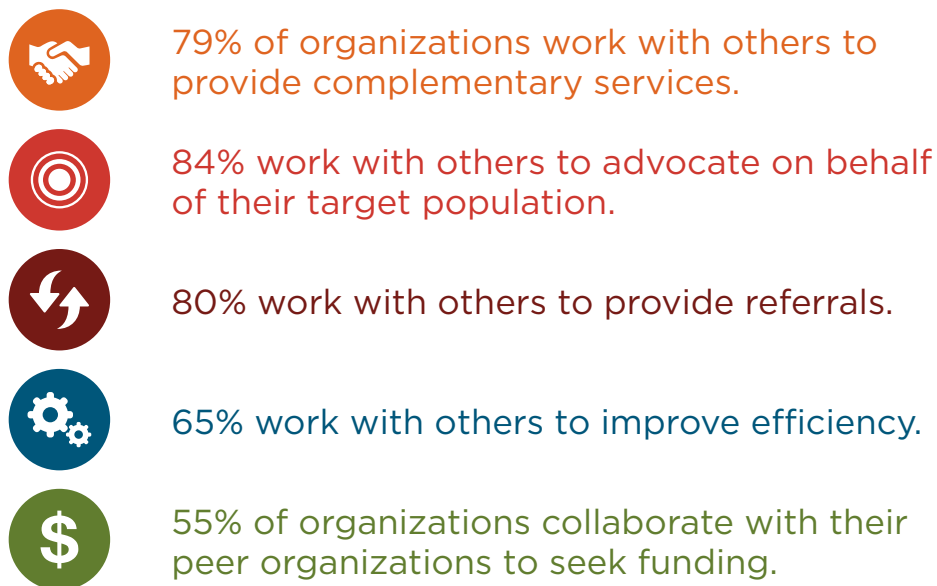 79% of organizations work with others to
provide complementary services.
84% work with others to advocate on behalf
of their target population.
80% work with others to provide referrals.
65% work with others to improve efficiency.
$
55% of organizations collaborate with their
peer organizations to seek funding.